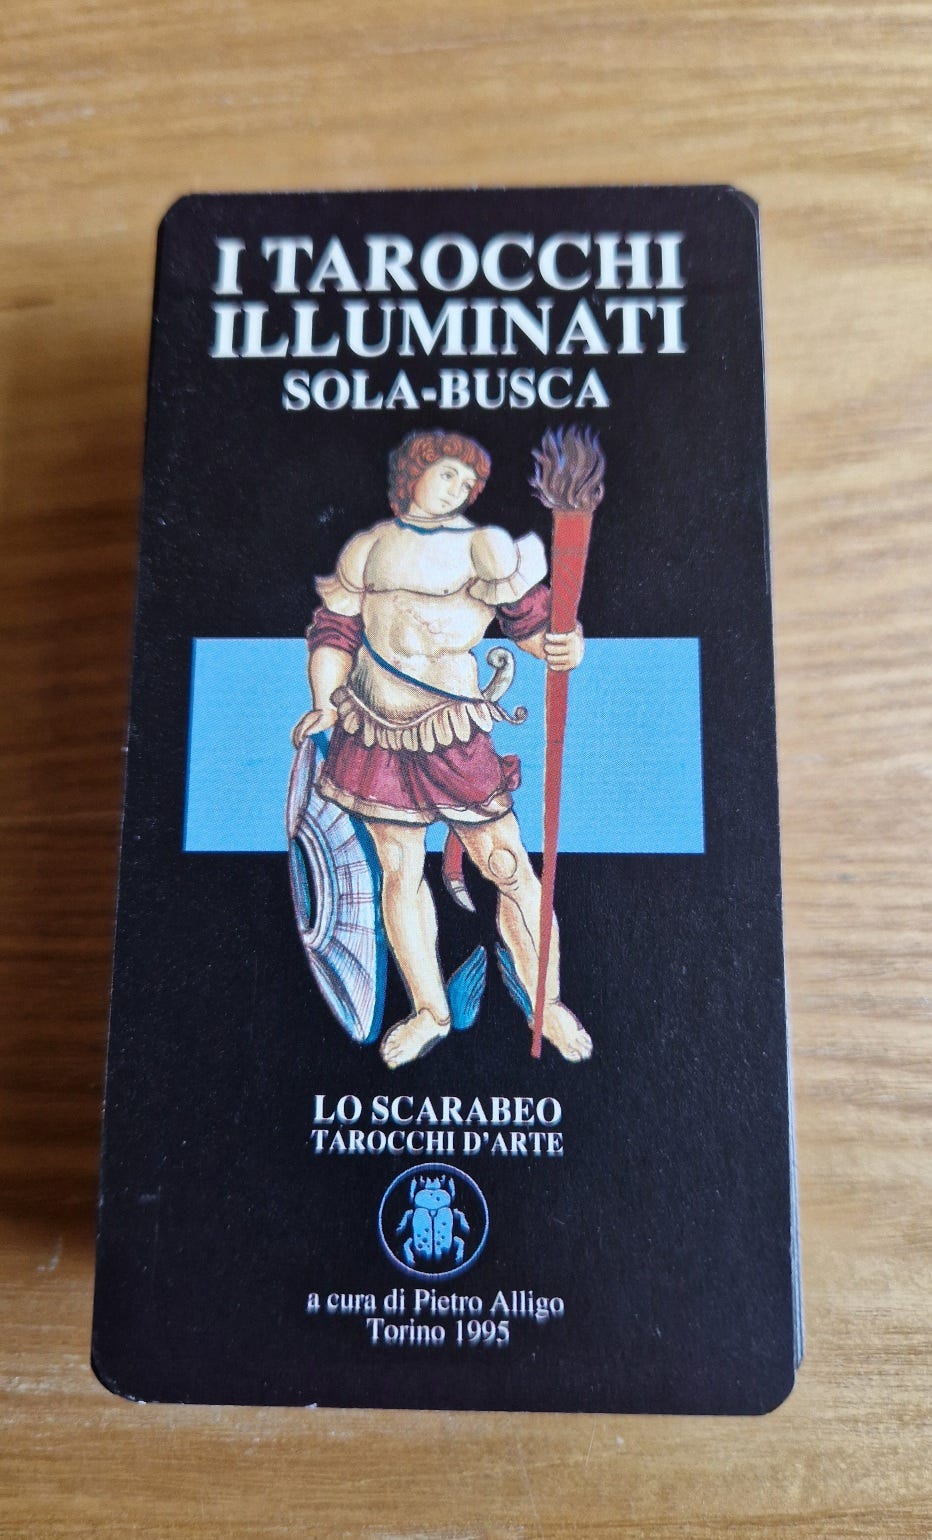 I TAROCCHI
ILLUMINATI
SOLA-BUSCA
LO SCARABEO
TAROCCHI D'ARTE
a cura di Pietro Alligo
Torino 1995